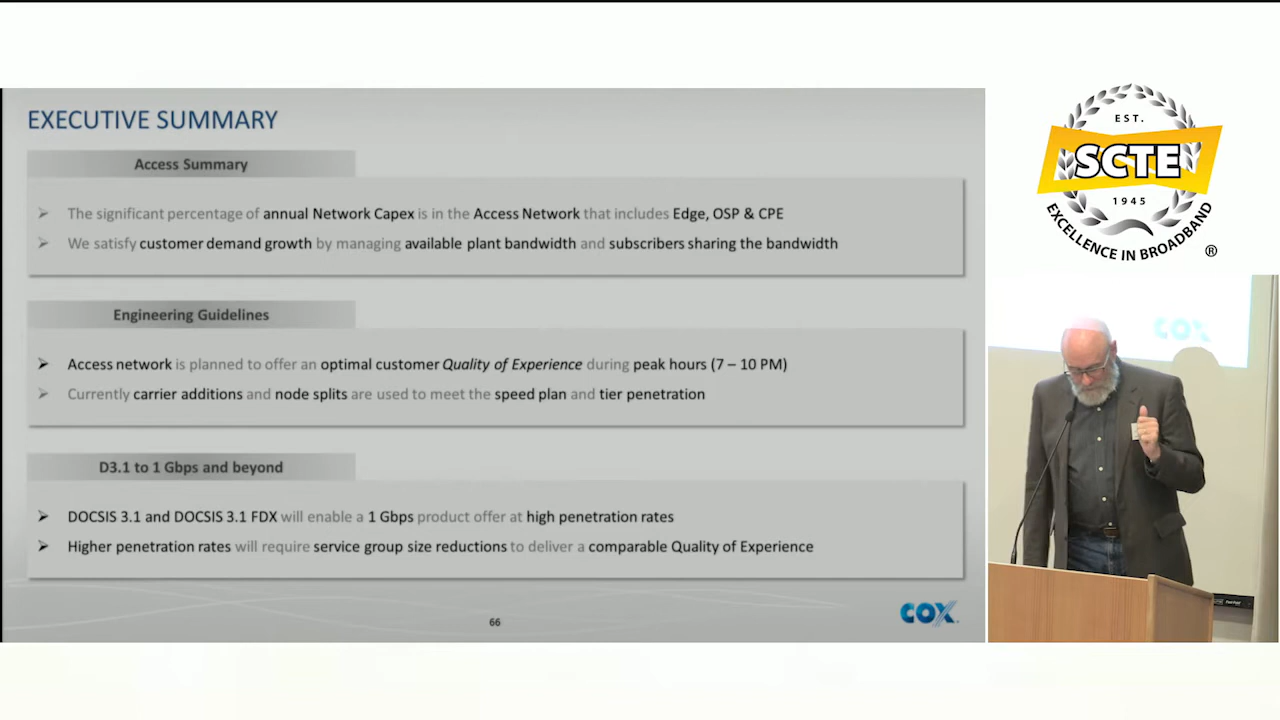 EXECUTIVE SUMMARY
Access Summary
The significant percentage of annual Network Capex is in the Access Network that includes Edge, OSP & CPE
We satisfy customer demand growth by managing available plant bandwidth and subscribers sharing the bandwidth
Engineering Guidelines
Access network is planned to offer an optimal customer Quality of Experience during peak hours (7 – 10 PM)
Currently carrier additions and node splits are used to meet the speed plan and tier penetration
D3.1 to 1 Gbps and beyond
DOCSIS 3.1 and DOCSIS 3.1 FDX will enable a 1 Gbps product offer at high penetration rates
Higher penetration rates will require service group size reductions to deliver a comparable Quality of Experience
66
COX
EST.
SCTE
1945
EXCELLENCE IN BROADBAND
®
COX